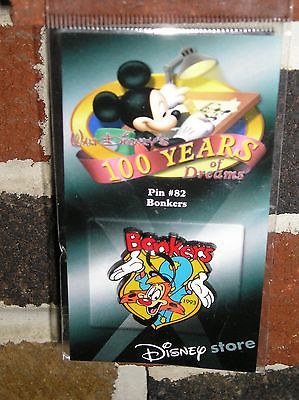 Walt Disney's
100 YEARS
of
Dreams
Pin #82
Bonkers
Bonkers
1993
Disney store